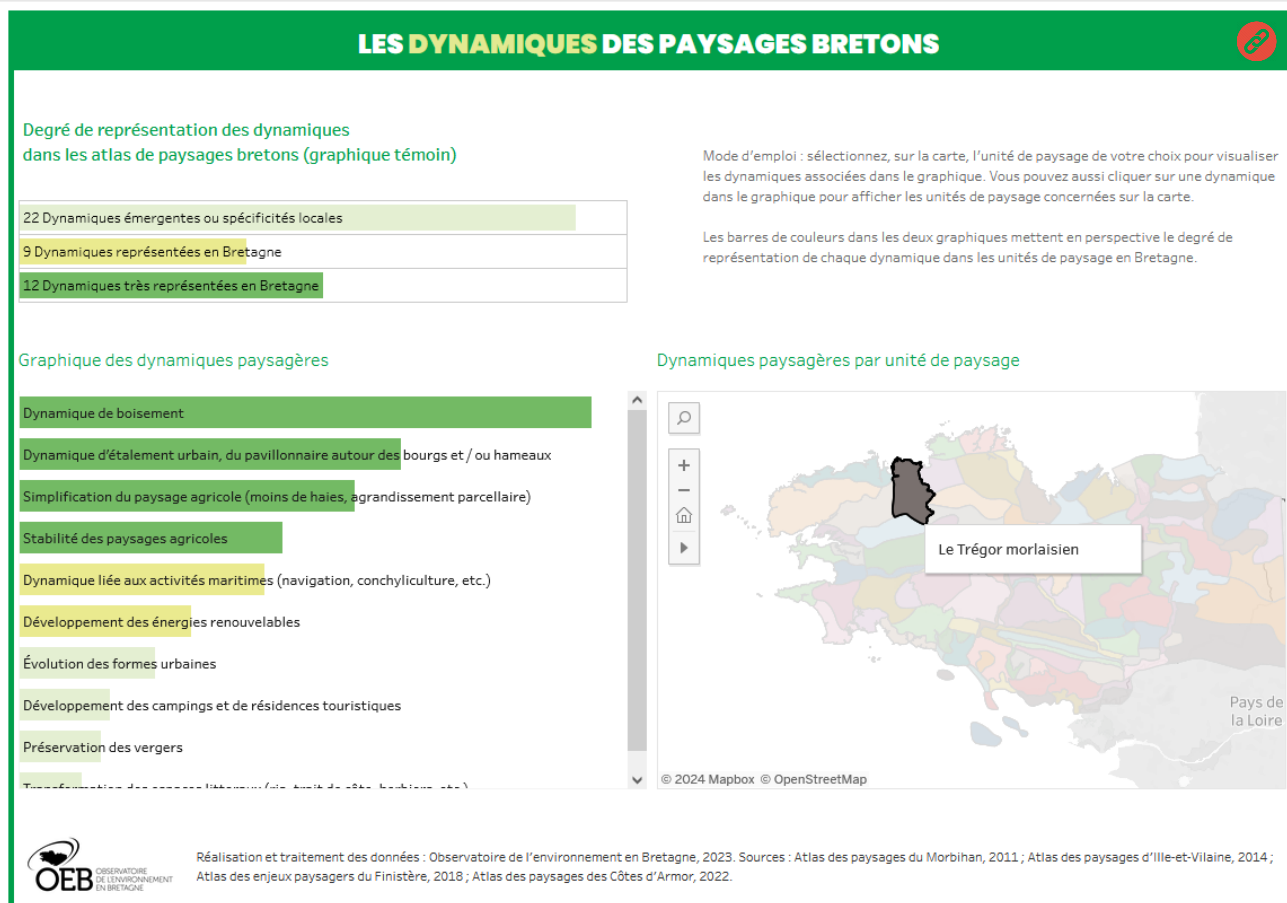 LES DYNAMIQUES DES PAYSAGES BRETONS
Degré de représentation des dynamiques
dans les atlas de paysages bretons (graphique témoin)
22 Dynamiques émergentes ou spécificités locales
9 Dynamiques représentées en Bretagne
12 Dynamiques très représentées en Bretagne
Mode d'emploi : sélectionnez, sur la carte, l'unité de paysage de votre choix pour visualiser
les dynamiques associées dans le graphique. Vous pouvez aussi cliquer sur une dynamique
dans le graphique pour afficher les unités de paysage concernées sur la carte.
Les barres de couleurs dans les deux graphiques mettent en perspective le degré de
représentation de chaque dynamique dans les unités de paysage en Bretagne.
Graphique des dynamiques paysagères
Dynamique de boisement
Dynamique d'étalement urbain, du pavillonnaire autour des bourgs et / ou hameaux
Simplification du paysage agricole (moins de haies, agrandissement parcellaire)
Stabilité des paysages agricoles
Dynamique liée aux activités maritimes (navigation, conchyliculture, etc.)
Développement des énergies renouvelables
Évolution des formes urbaines
Développement des campings et de résidences touristiques
Préservation des vergers
Transformation des espaces littoraux (ria, trait de côte, herbiers, etc.)
Dynamiques paysagères par unité de paysage
Le Trégor morlaisien
Pays de
la Loire
© 2024 Mapbox © OpenStreetMap
OEB
OBSERVATOIRE
DE L'ENVIRONNEMENT
EN BRETAGNE
Réalisation et traitement des données : Observatoire de l'environnement en Bretagne, 2023. Sources : Atlas des paysages du Morbihan, 2011 ; Atlas des paysages d'Ille-et-Vilaine, 2014 ;
Atlas des enjeux paysagers du Finistère, 2018 ; Atlas des paysages des Côtes d'Armor, 2022.